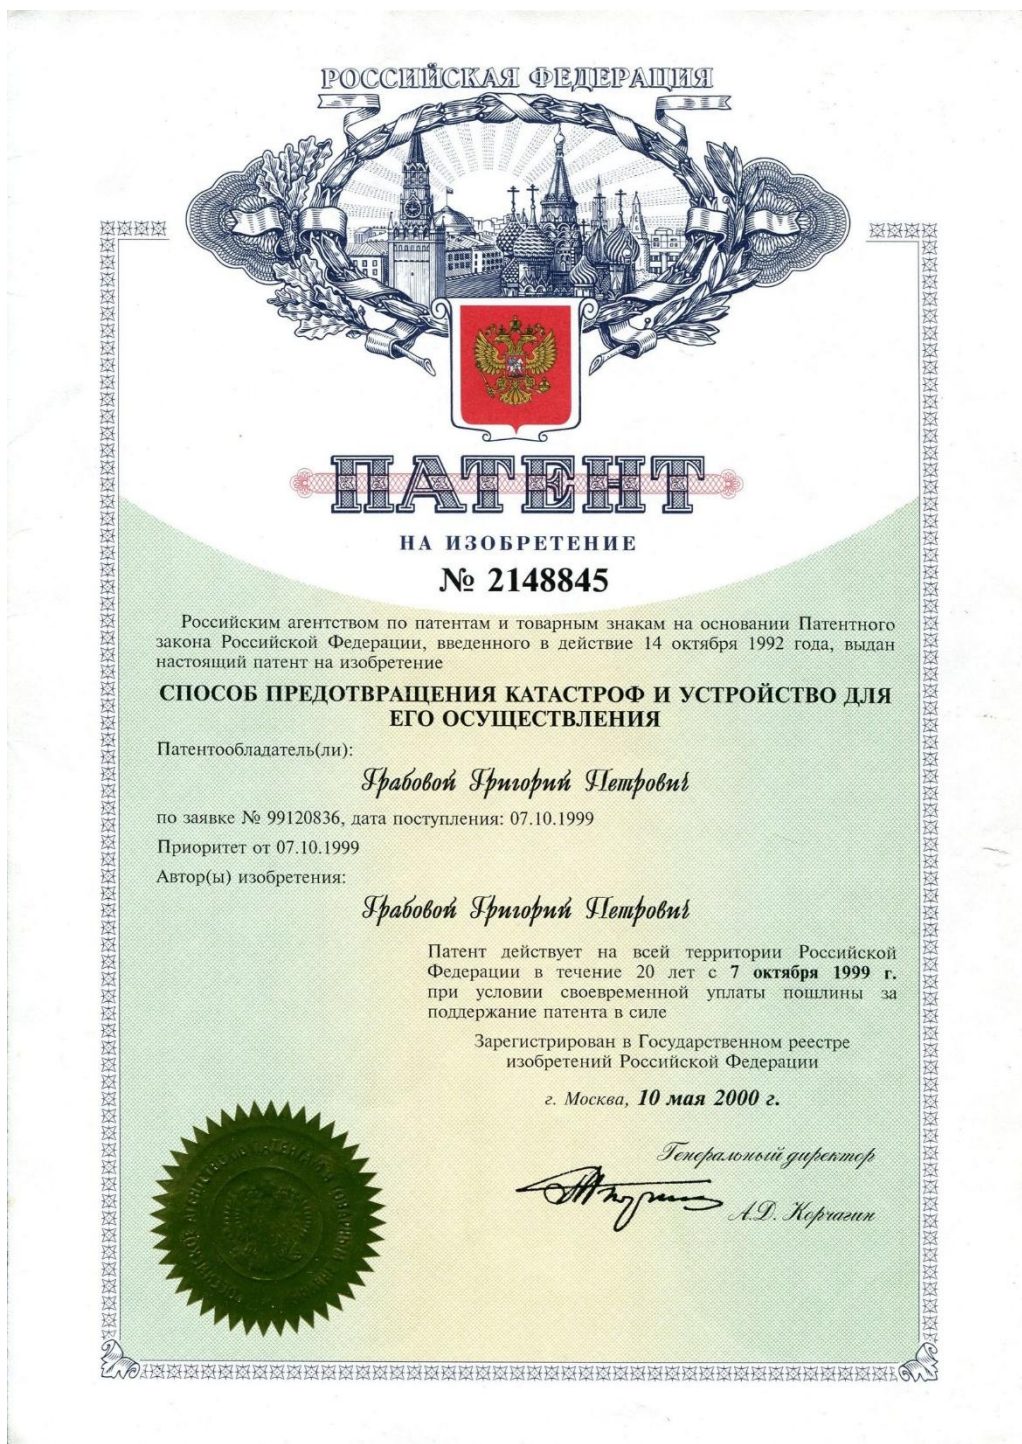 РОССИЙСКАЯ ФЕДЕРАЦИЯ
ПАТЕНТ
НА ИЗОБРЕТЕНИЕ
№ 2148845
Российским агентством по патентам и товарным знакам на основании Патентного
закона Российской Федерации, введенного в действие 14 октября 1992 года, выдан
настоящий патент на изобретение
СПОСОБ ПРЕДОТВРАЩЕНИЯ КАТАСТРОФ И УСТРОЙСТВО ДЛЯ
ЕГО ОСУЩЕСТВЛЕНИЯ
Патентообладатель(ли):
Грабовой Григорий Петрович
по заявке № 99120836, дата поступления: 07.10.1999
Приоритет от 07.10.1999
Автор(ы) изобретения:
Грабовой Григорий Петрович
Патент действует на всей территории Российской
Федерации в течение 20 лет с 7 октября 1999 г.
при условии своевременной уплаты пошлины за
поддержание патента в силе
Зарегистрирован в Государственном реестре
изобретений Российской Федерации
г. Москва, 10 мая 2000 г.
Генеральный директор
А.Д. Корчагин